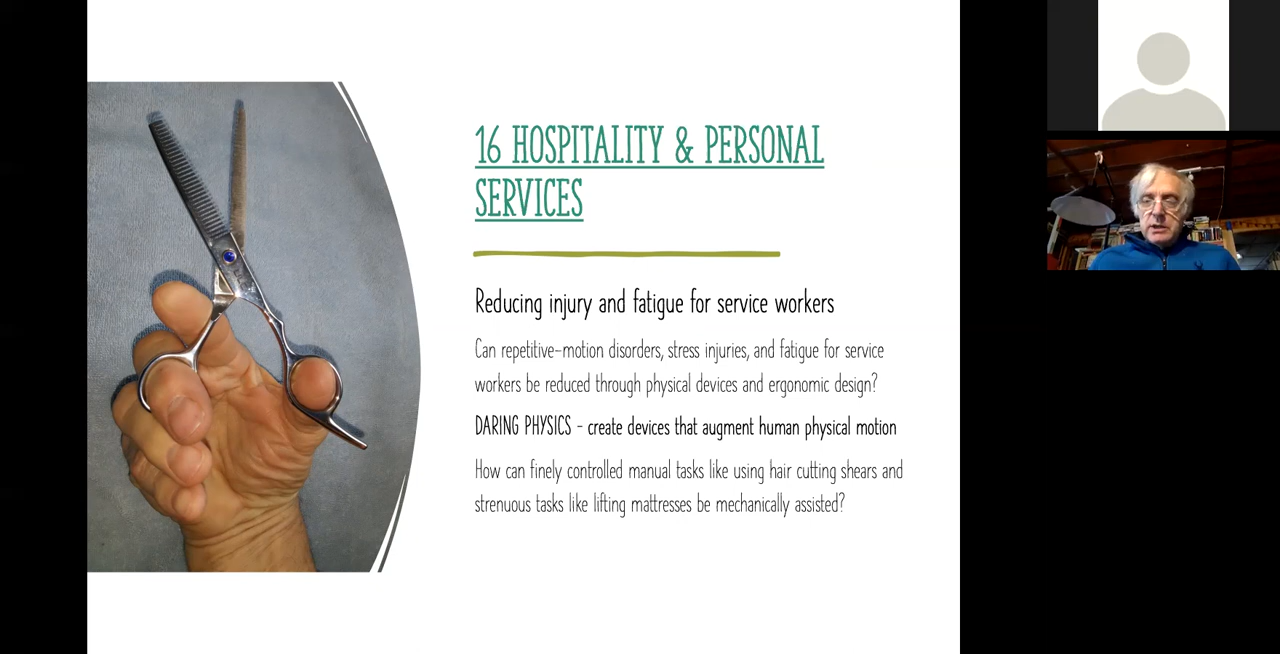 16 HOSPITALITY & PERSONAL
SERVICES
Reducing injury and fatigue for service workers
Can repetitive-motion disorders, stress injuries, and fatigue for service
workers be reduced through physical devices and ergonomic design?
DARING PHYSICS - create devices that augment human physical motion
How can finely controlled manual tasks like using hair cutting shears and
strenuous tasks like lifting mattresses be mechanically assisted?